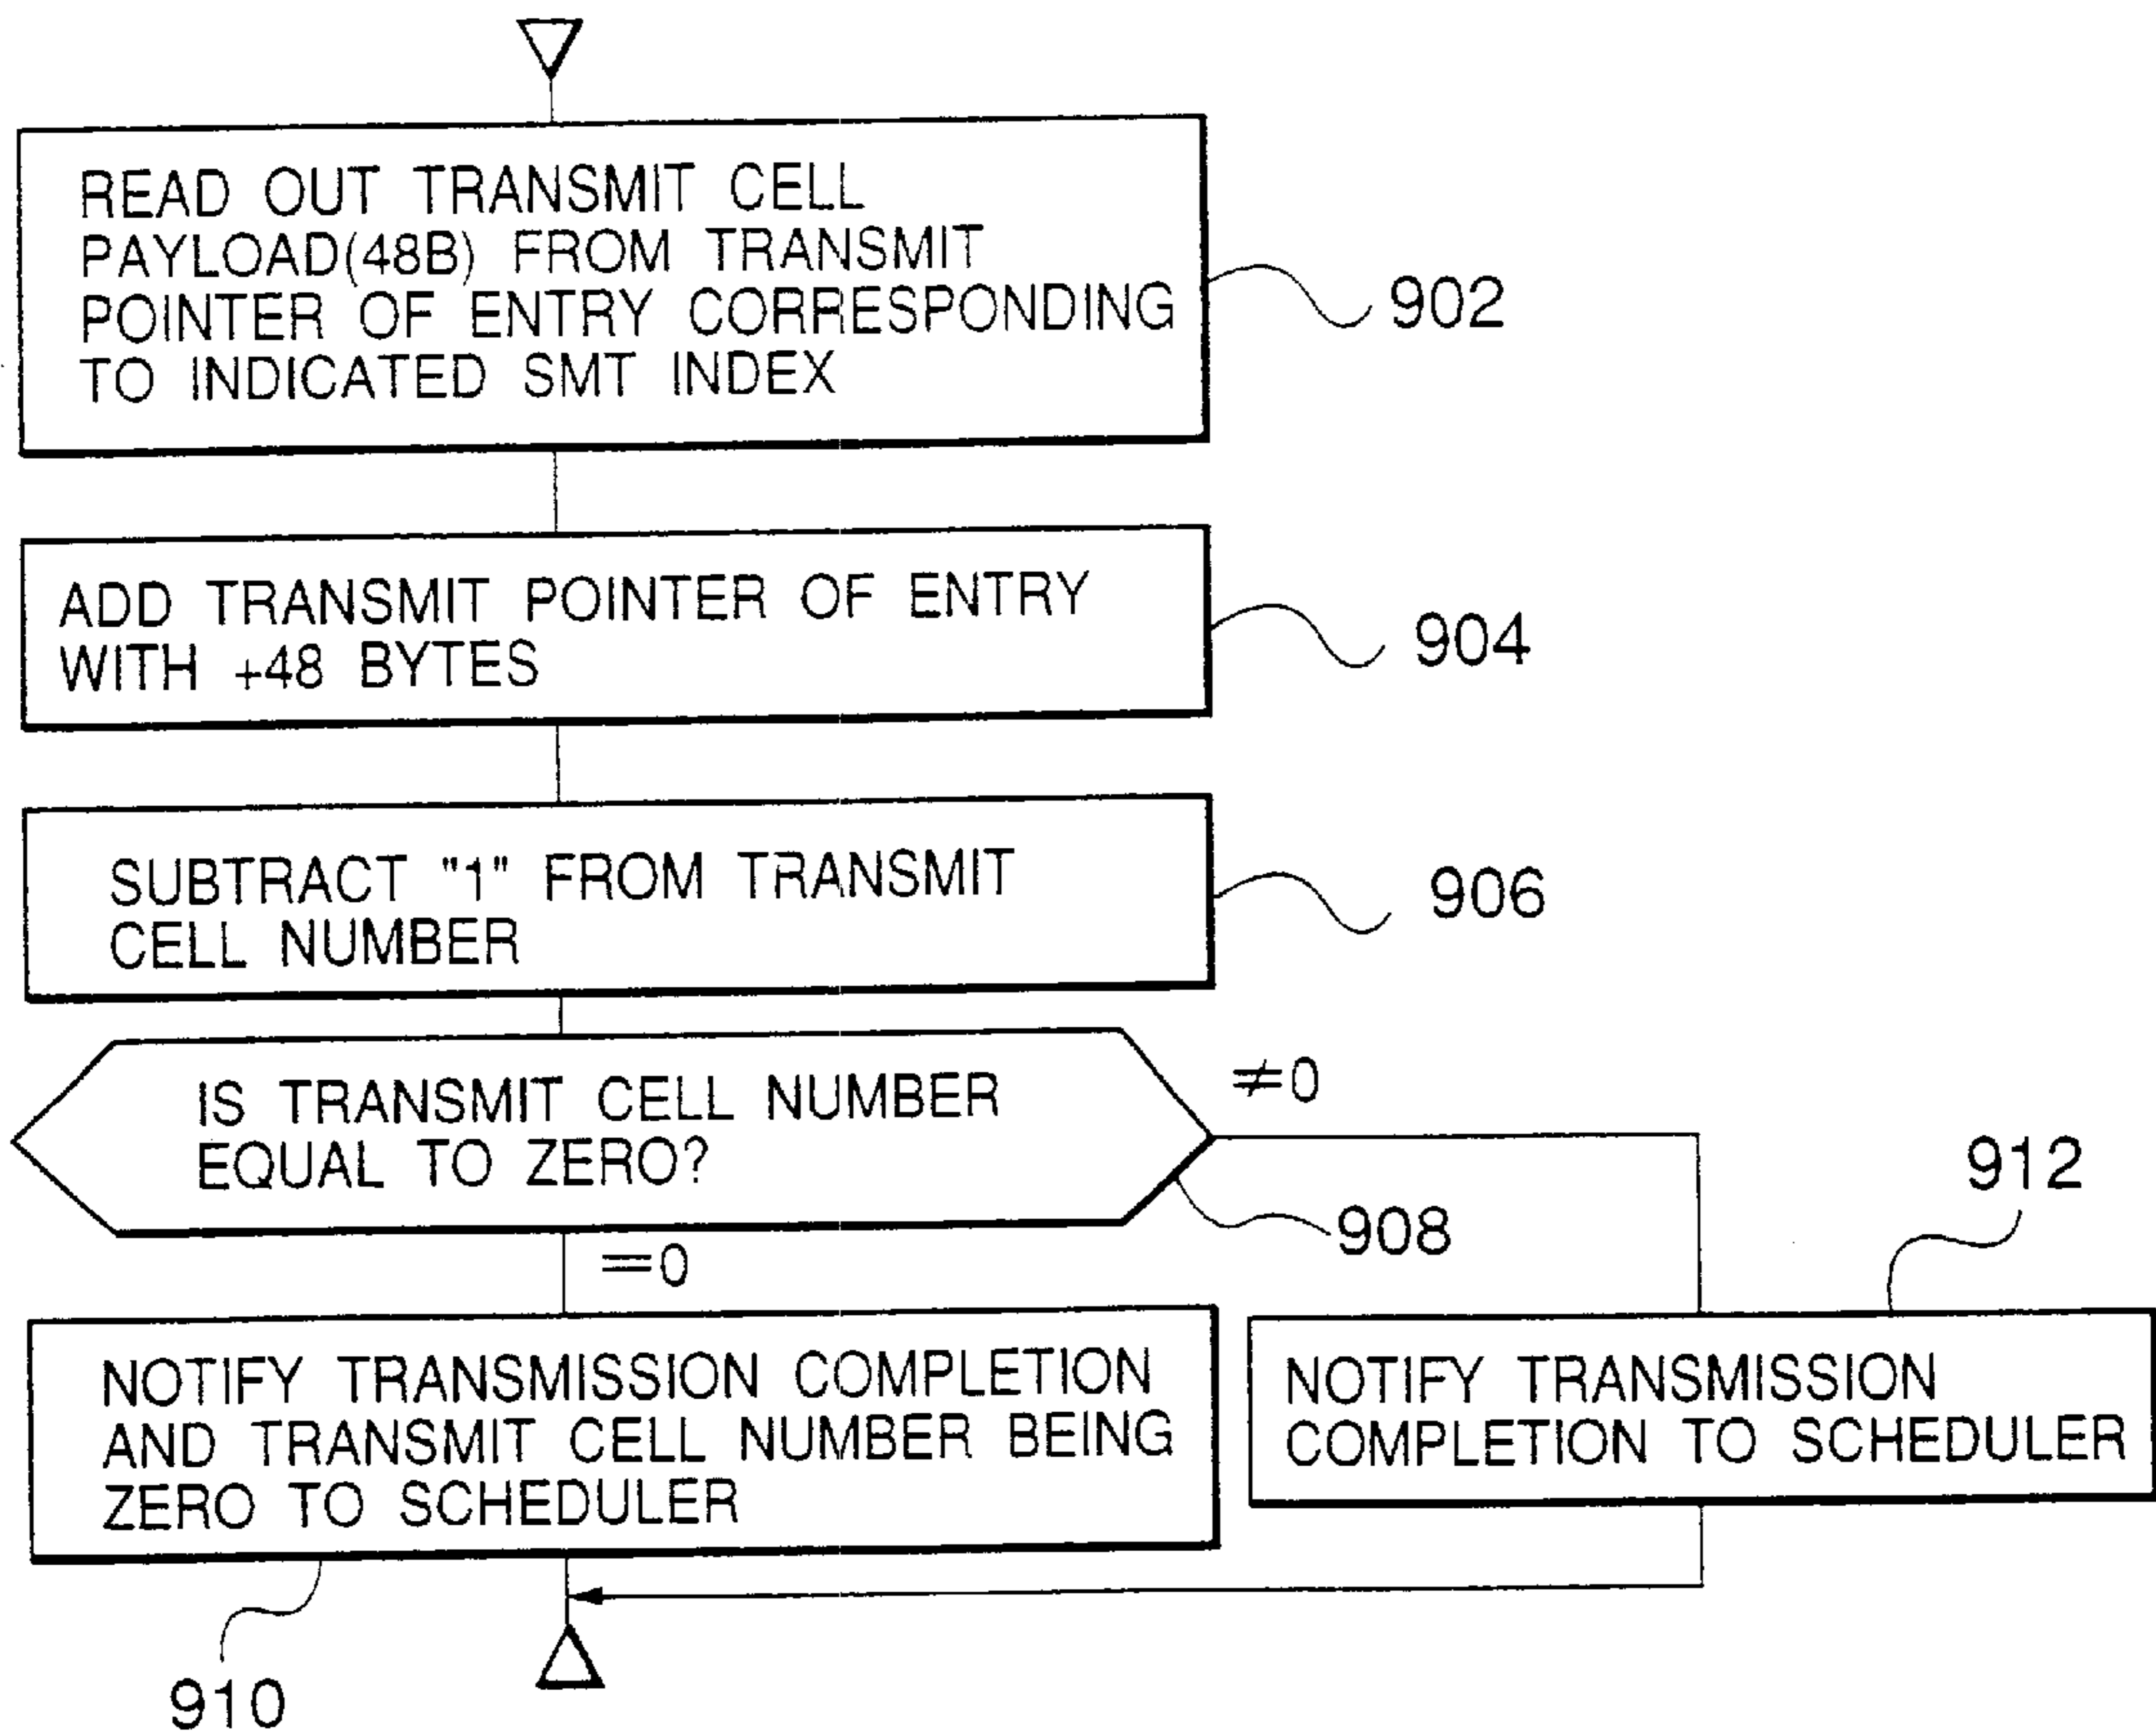 READ OUT TRANSMIT CELL
PAYLOAD(48B) FROM TRANSMIT
POINTER OF ENTRY CORRESPONDING
TO INDICATED SMT INDEX
902
ADD TRANSMIT POINTER OF ENTRY
WITH +48 BYTES
904
SUBTRACT "1" FROM TRANSMIT
CELL NUMBER
906
IS TRANSMIT CELL NUMBER
EQUAL TO ZERO?
≠0
908
=0
912
NOTIFY TRANSMISSION COMPLETION
AND TRANSMIT CELL NUMBER BEING
ZERO TO SCHEDULER
910
NOTIFY TRANSMISSION
COMPLETION TO SCHEDULER